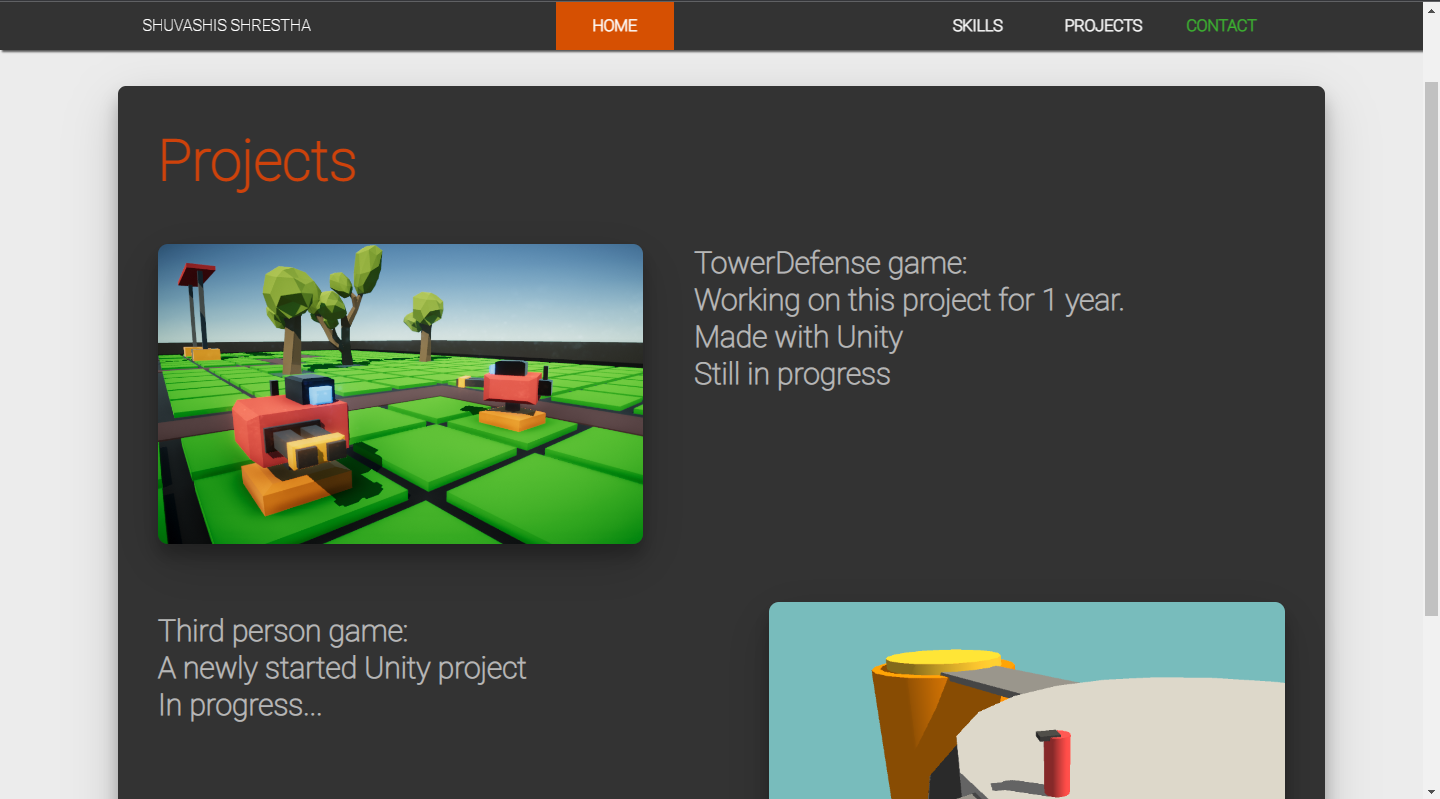 SHUVASHIS SHRESTHA
HOME
SKILLS
PROJECTS
CONTACT
Projects
TowerDefense game:
Working on this project for 1 year.
Made with Unity
Still in progress
Third person game:
A newly started Unity project
In progress...